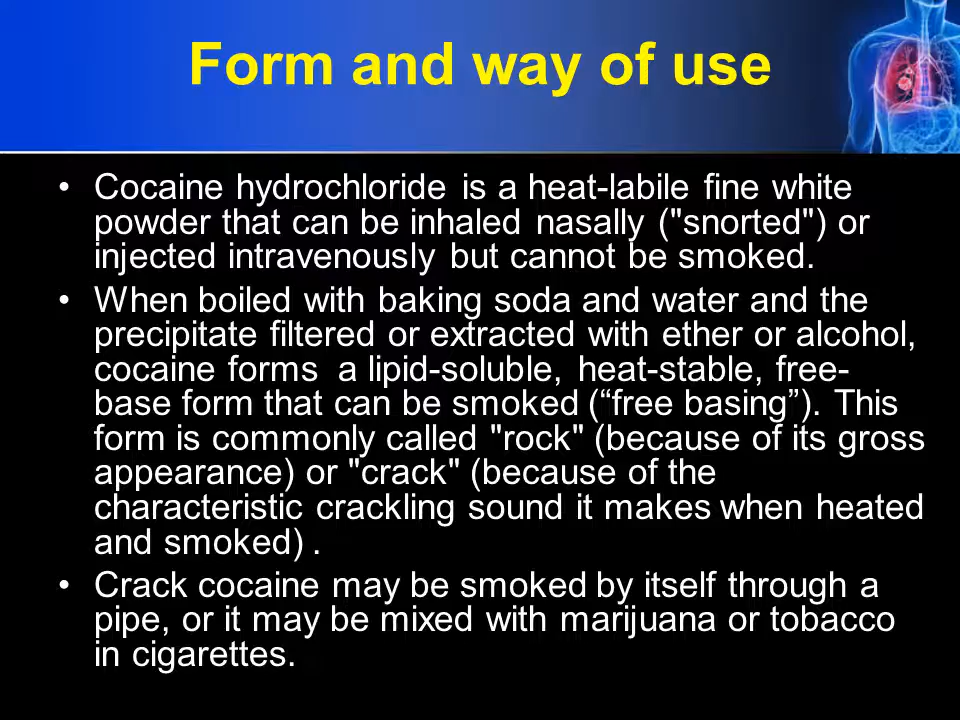 Form and way of use
• Cocaine hydrochloride is a heat-labile fine white
powder that can be inhaled nasally ("snorted") or
injected intravenously but cannot be smoked.
• When boiled with baking soda and water and the
precipitate filtered or extracted with ether or alcohol,
cocaine forms  a lipid-soluble, heat-stable, free-
base form that can be smoked (“free basing”). This
form is commonly called "rock" (because of its gross
appearance) or "crack" (because of the
characteristic crackling sound it makes when heated
and smoked) .
• Crack cocaine may be smoked by itself through a
pipe, or it may be mixed with marijuana or tobacco
in cigarettes.